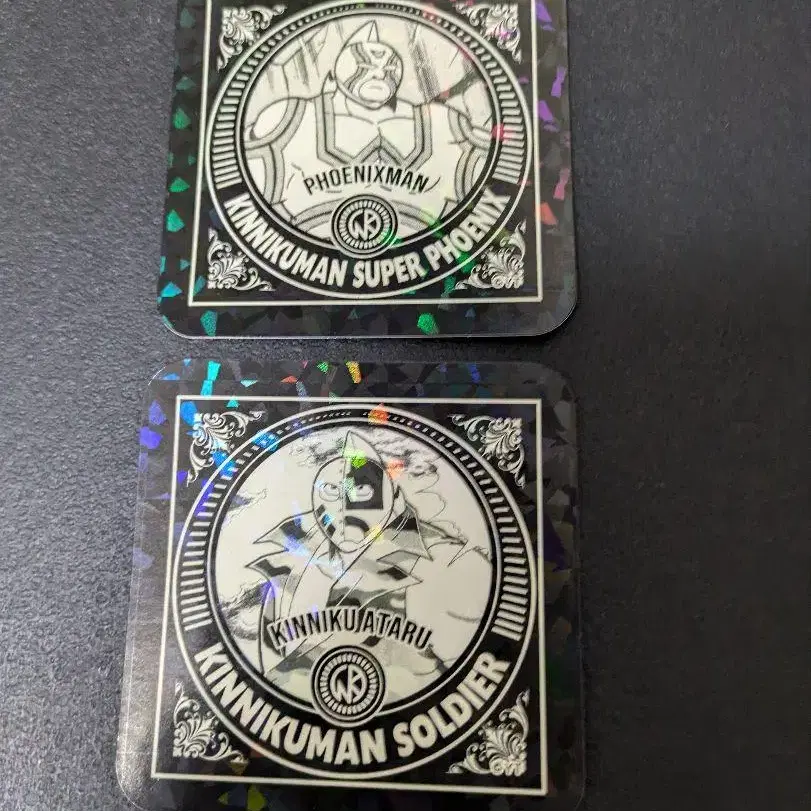 PHOENIXMAN
KINNIKUMAN SUPER PHOENIX
KINNIKU ATARU
KINNIKUMAN SOLDIER